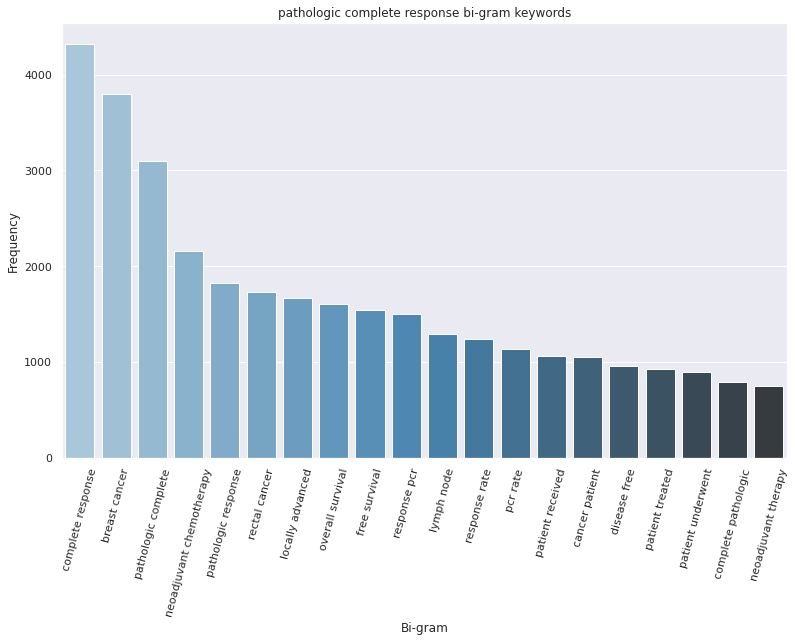 pathologic complete response bi-gram keywords
Frequency
4000
3000
2000
1000
0
complete response
breast cancer
pathologic complete
neoadjuvant chemotherapy
pathologic response
rectal cancer
locally advanced
overall survival
free survival
response pcr
lymph node
response rate
pcr rate
patient received
cancer patient
disease free
patient treated
patient underwent
complete pathologic
neoadjuvant therapy
Bi-gram